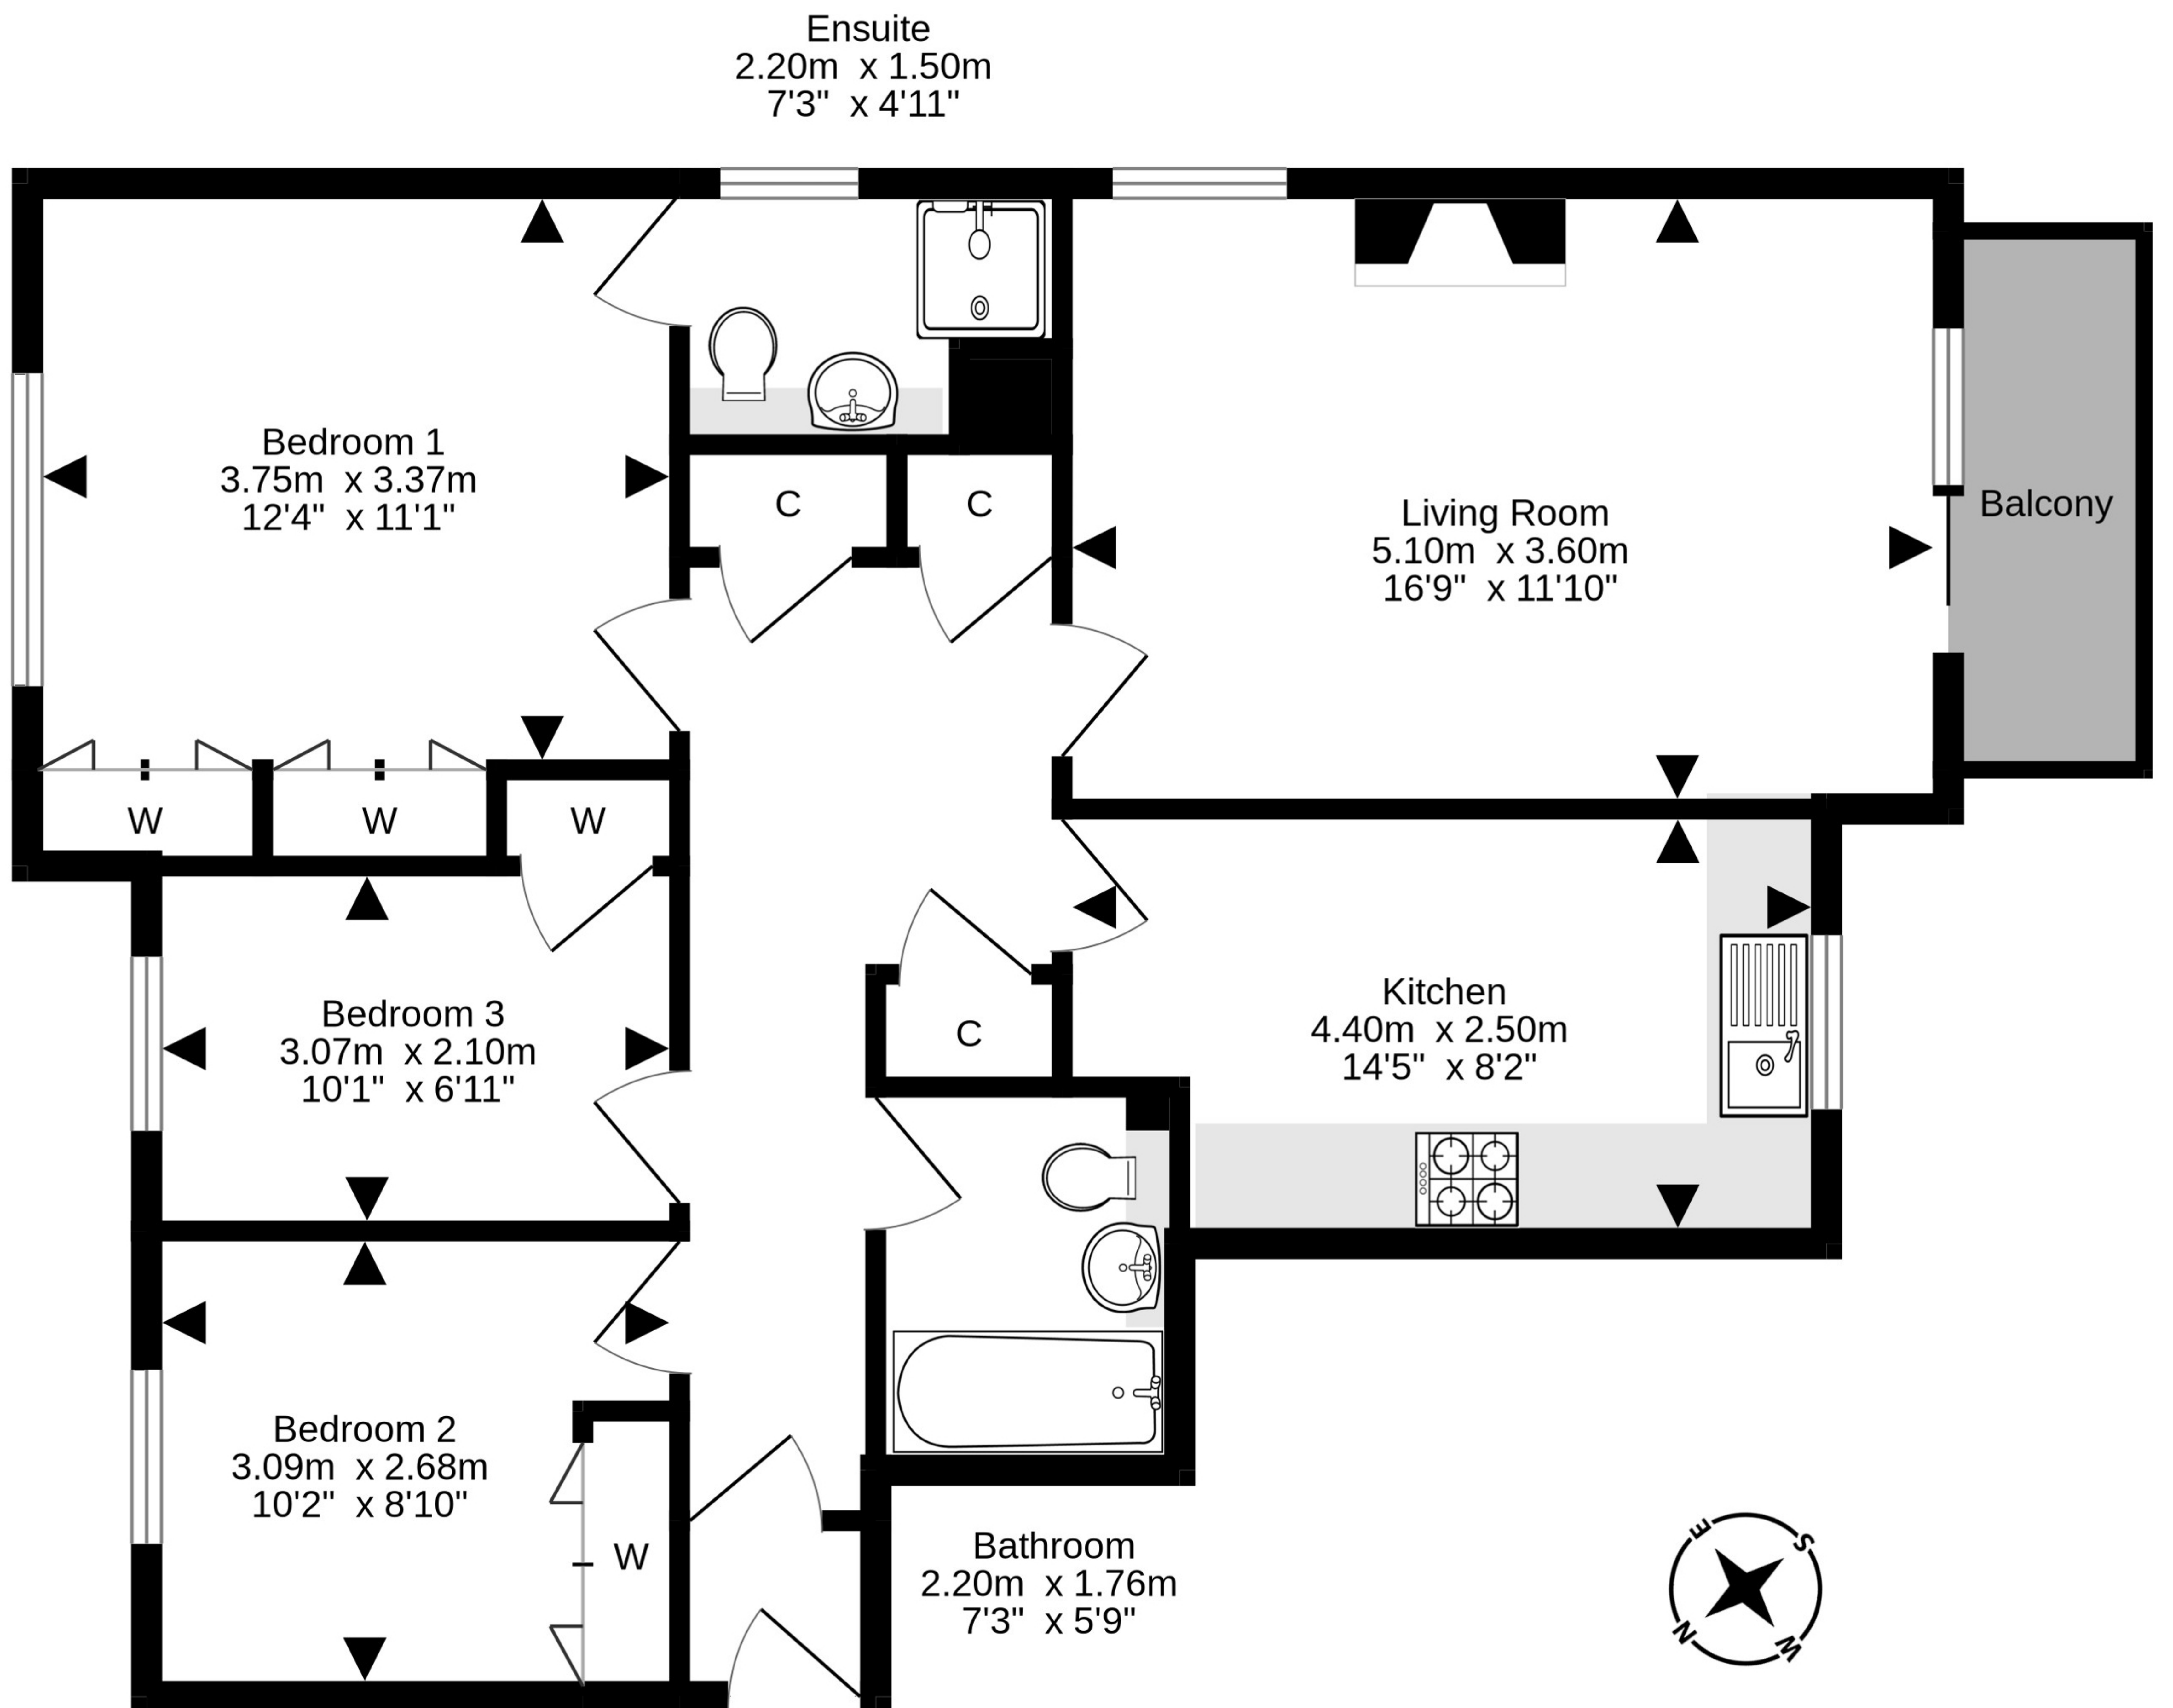 Ensuite
2.20m x 1.50m
7'3" x 4'11"
Bedroom 1
3.75m x 3.37m
12'4" x 11'1"
C
C
Living Room
5.10m x 3.60m
16'9" x 11'10"
Balcony
W
W
W
Bedroom 3
3.07m x 2.10m
10'1" x 6'11"
C
Kitchen
4.40m x 2.50m
14'5" x 8'2"
Bedroom 2
3.09m x 2.68m
10'2" x 8'10"
W
Bathroom
2.20m x 1.76m
7'3" x 5'9"
E
S
N
W